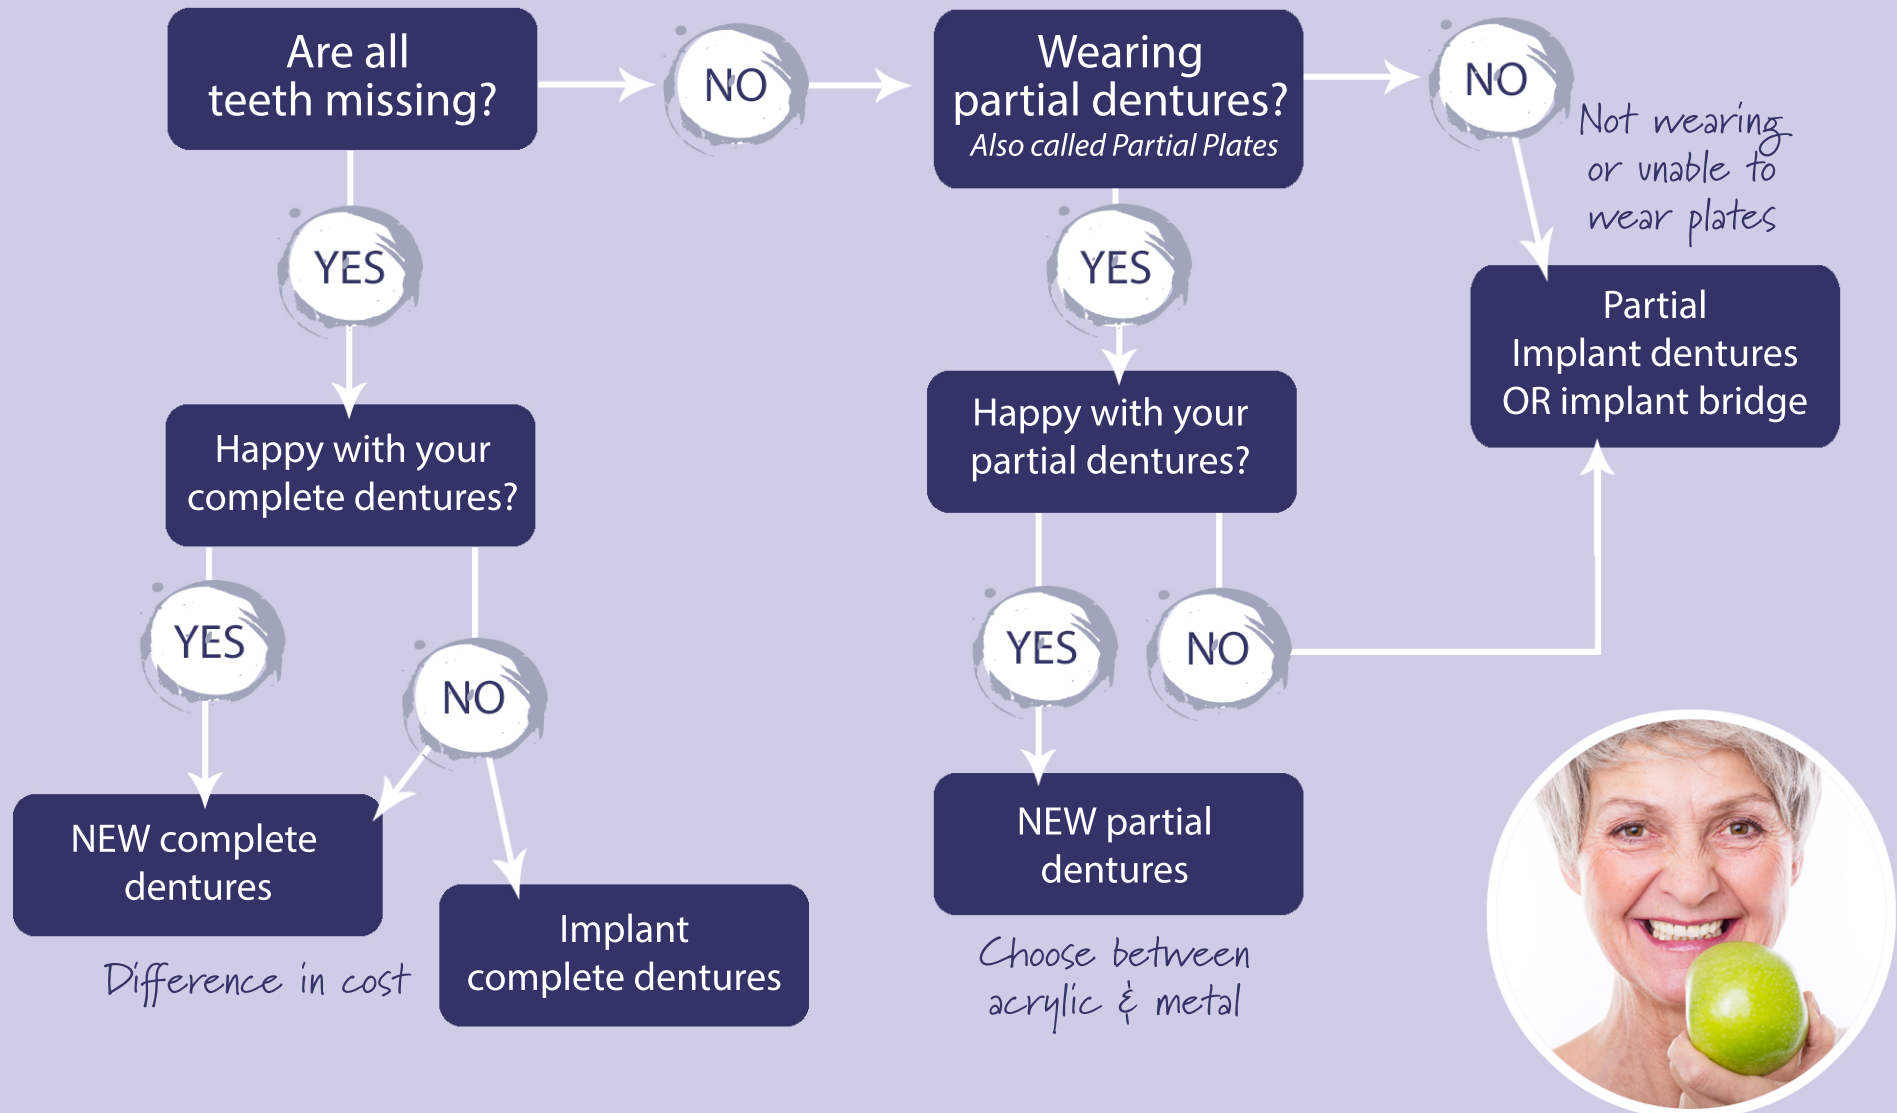 Are all
teeth missing?
NO
Wearing
partial dentures?
Also called Partial Plates
NO
Not wearing
or unable to
wear plates
YES
YES
Partial
Implant dentures
OR implant bridge
Happy with your
complete dentures?
Happy with your
partial dentures?
YES
NO
YES
NO
NEW complete
dentures
Difference in cost
Implant
complete dentures
NEW partial
dentures
Choose between
acrylic & metal